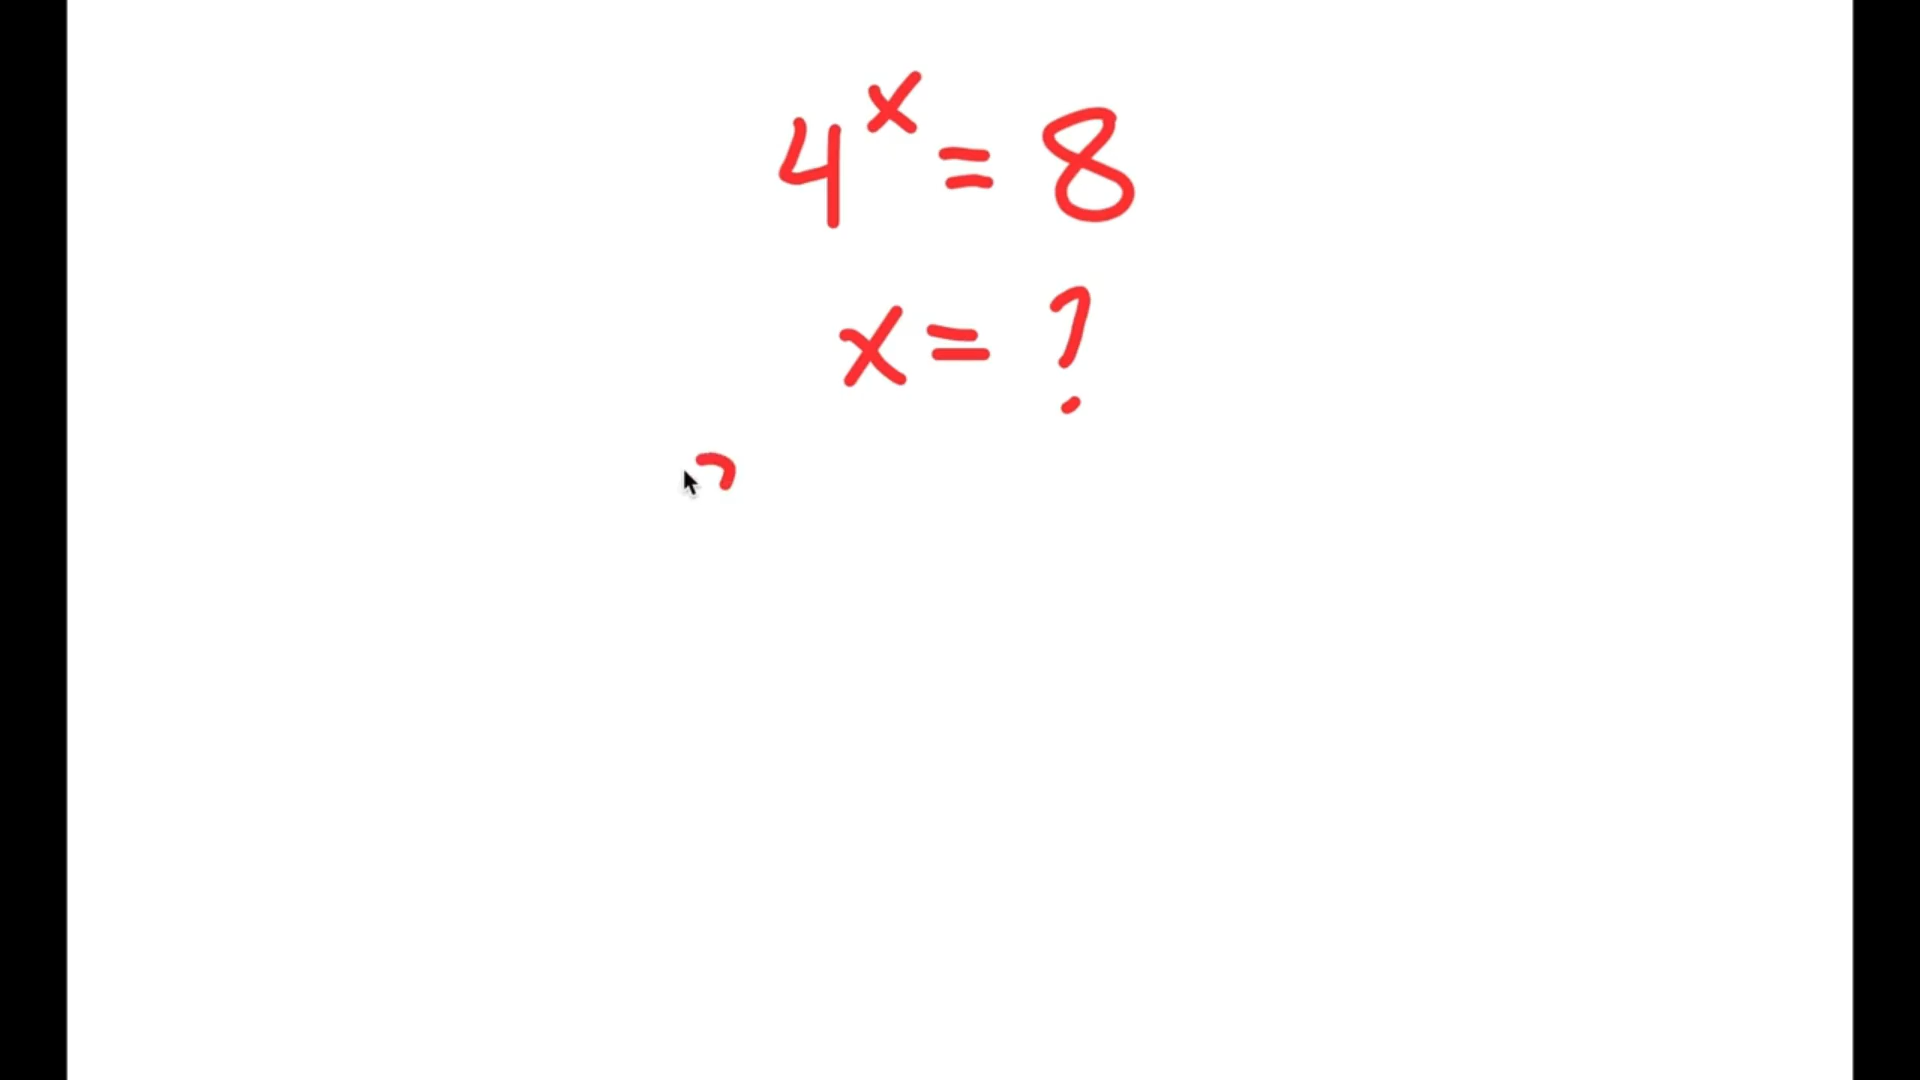 4^x = 8
x = ?